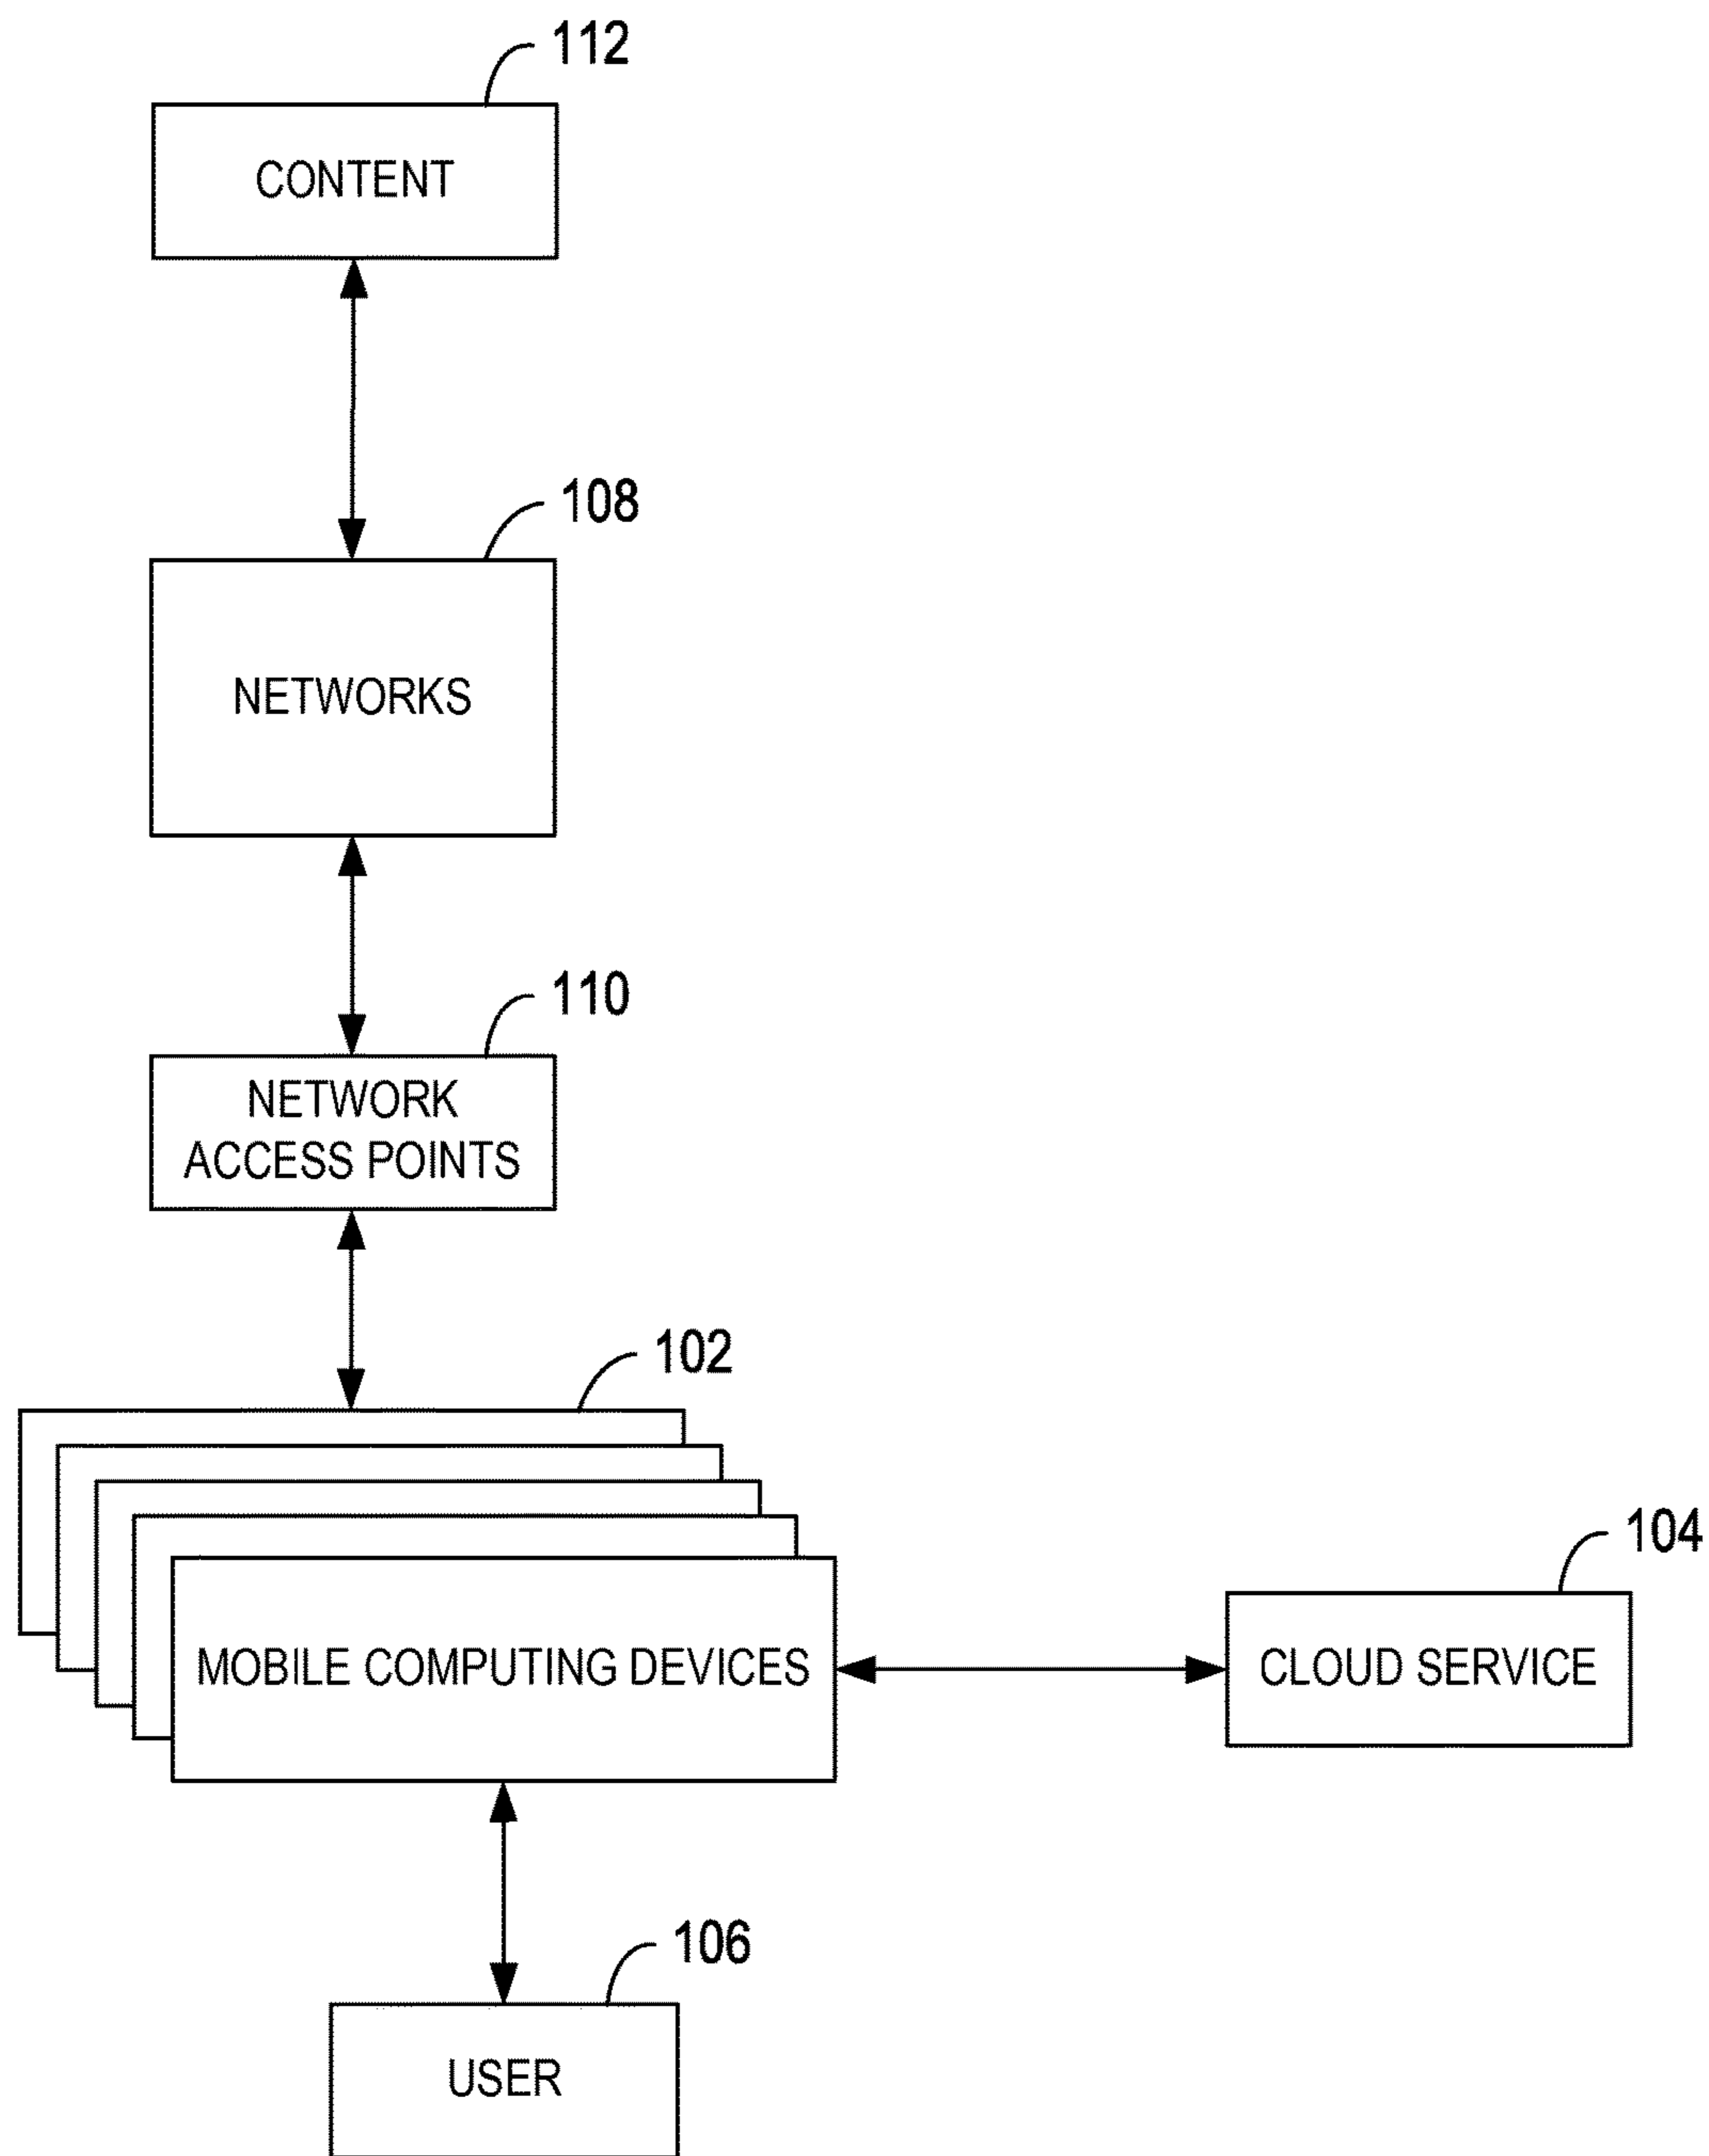 112
CONTENT
108
NETWORKS
110
NETWORK
ACCESS POINTS
102
MOBILE COMPUTING DEVICES
104
CLOUD SERVICE
106
USER